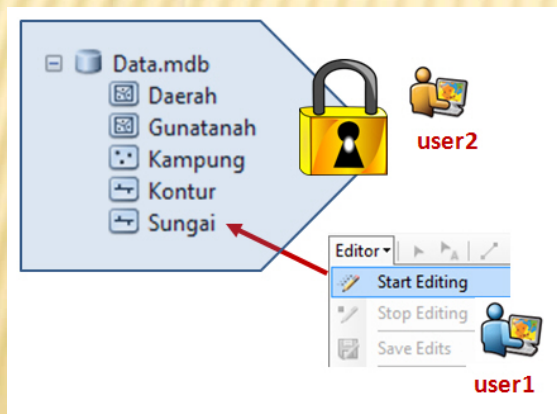 Data.mdb
Daerah
Gunatanah
Kampung
Kontur
Sungai
user2
Editor
Start Editing
Stop Editing
Save Edits
user1